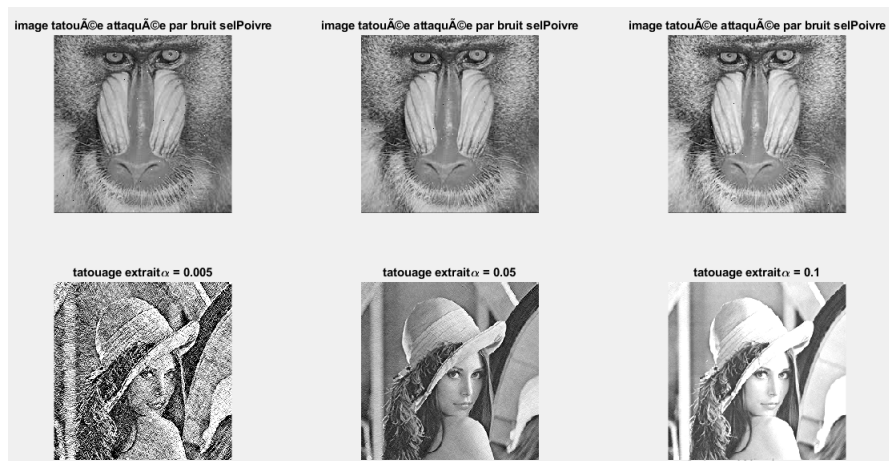 image tatouÃ©e attaquÃ©e par bruit selPoivre
image tatouÃ©e attaquÃ©e par bruit selPoivre
image tatouÃ©e attaquÃ©e par bruit selPoivre
tatouage extraitα = 0.005
tatouage extraitα = 0.05
tatouage extraitα = 0.1